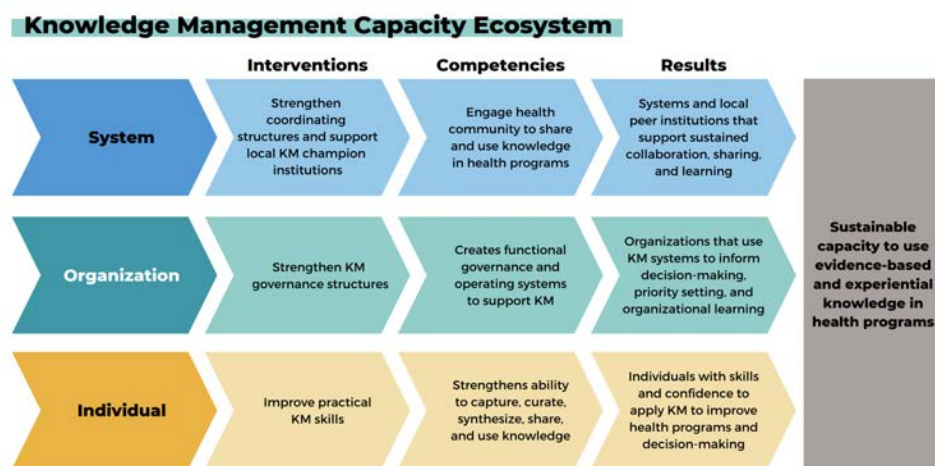 Knowledge Management Capacity Ecosystem
Interventions
Competencies
Results
System
Strengthen
coordinating
structures and support
local KM champion
institutions
Engage health
community to share
and use knowledge
in health programs
Systems and local
peer institutions that
support sustained
collaboration, sharing,
and learning
Organization
Strengthen KM
governance structures
Creates functional
governance and
operating systems
to support KM
Organizations that use
KM systems to inform
decision-making,
priority setting, and
organizational learning
Individual
Improve practical
KM skills
Strengthens ability
to capture, curate,
synthesize, share,
and use knowledge
Individuals with skills
and confidence to
apply KM to improve
health programs and
decision-making
Sustainable
capacity to use
evidence-based
and experiential
knowledge in
health programs